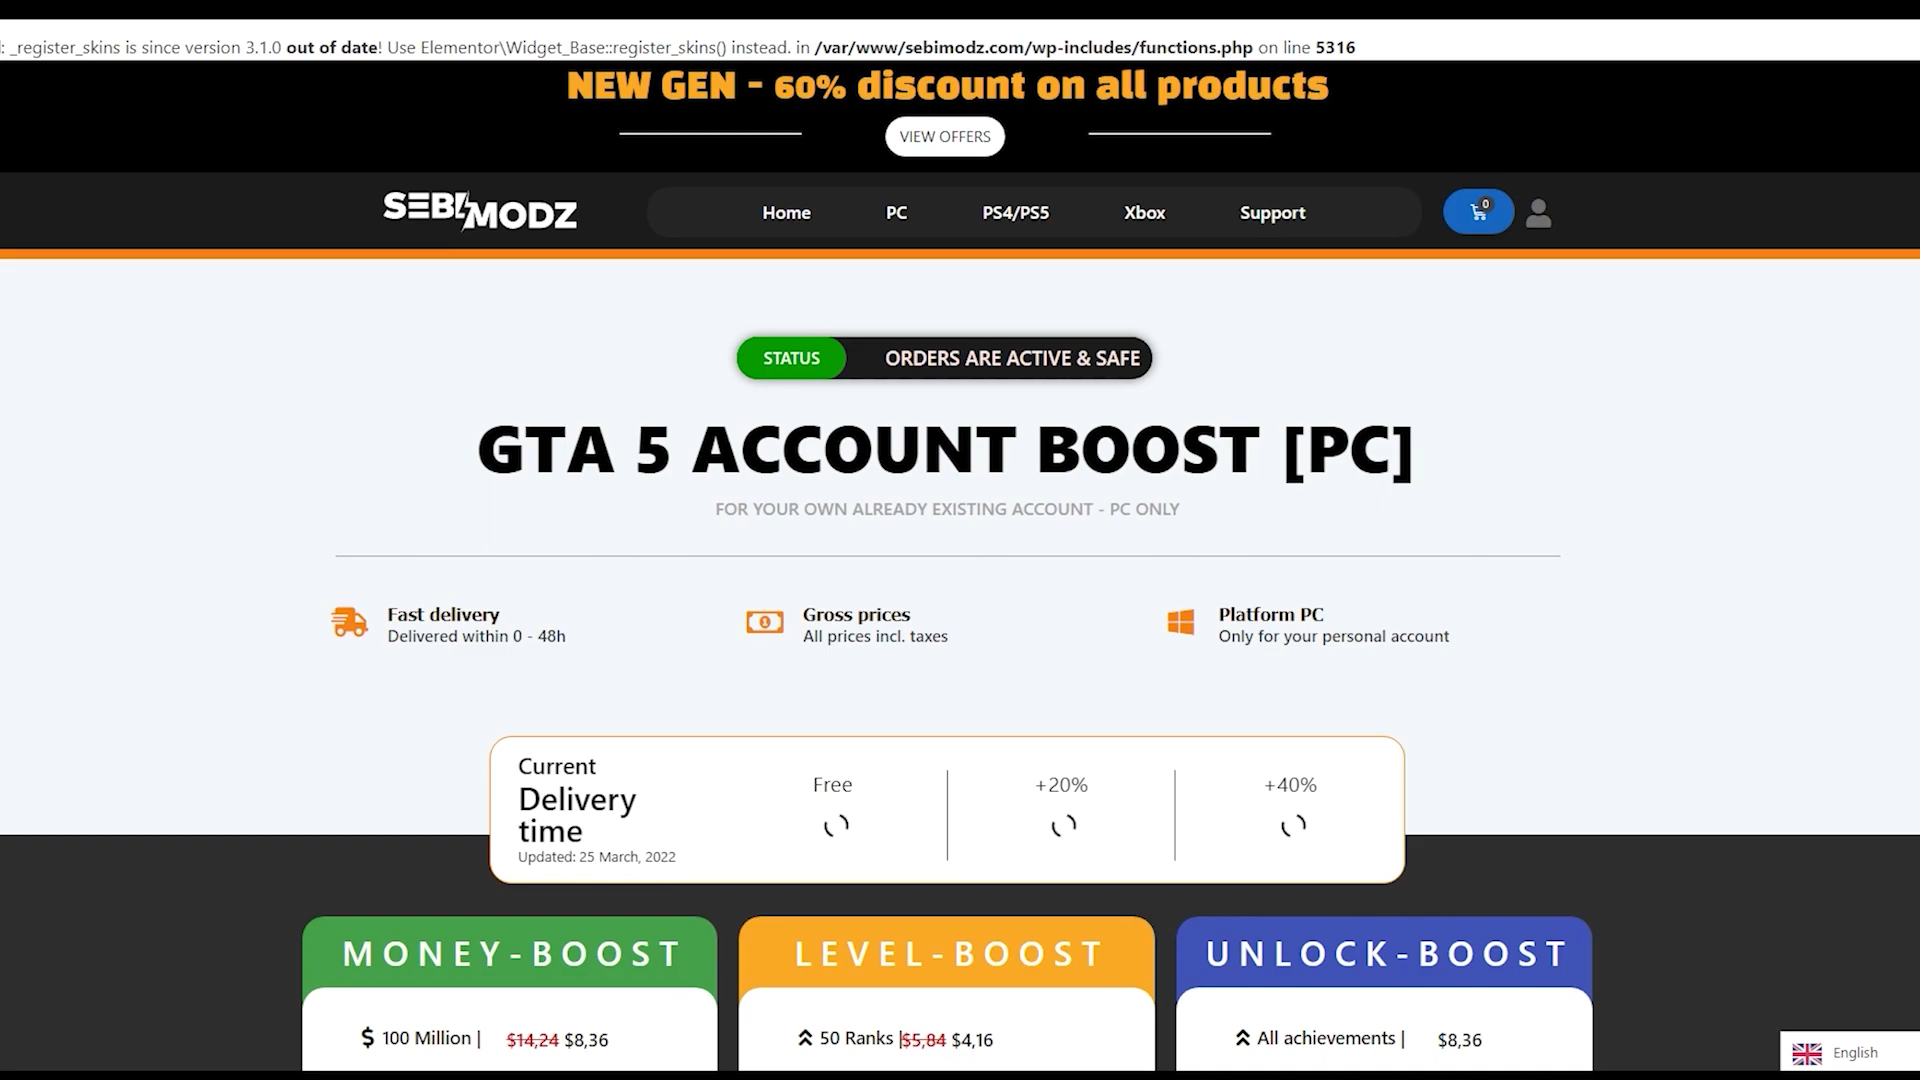 : _register_skins is since version 3.1.0 out of date! Use Elementor\Widget_Base::register_skins() instead. in /var/www/sebimodz.com/wp-includes/functions.php on line 5316
NEW GEN - 60% discount on all products
VIEW OFFERS
SEBI MODZ
Home PC PS4/PS5 Xbox Support 0
STATUS ORDERS ARE ACTIVE & SAFE
GTA 5 ACCOUNT BOOST [PC]
FOR YOUR OWN ALREADY EXISTING ACCOUNT - PC ONLY
Fast delivery
Delivered within 0 - 48h
Gross prices
All prices incl. taxes
Platform PC
Only for your personal account
Current
Delivery
time
Updated: 25 March, 2022
Free +20% +40%
MONEY-BOOST
$ 100 Million | $14,24 $8,36
LEVEL-BOOST
50 Ranks | $5,84 $4,16
UNLOCK-BOOST
All achievements | $8,36
English